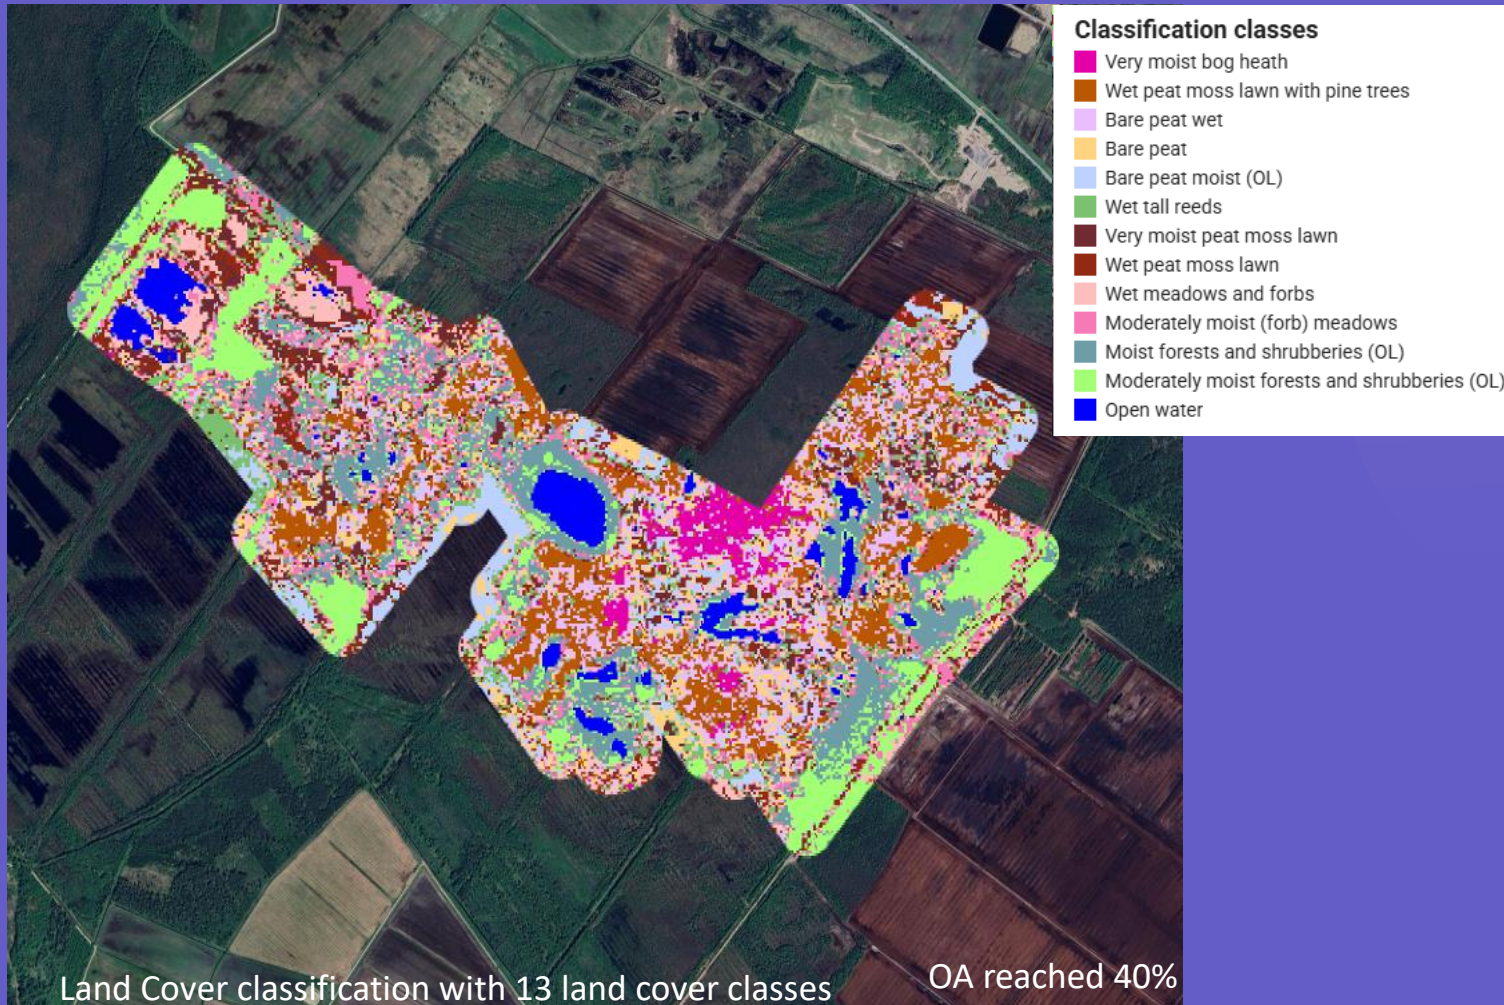 Classification classes
Very moist bog heath
Wet peat moss lawn with pine trees
Bare peat wet
Bare peat
Bare peat moist (OL)
Wet tall reeds
Very moist peat moss lawn
Wet peat moss lawn
Wet meadows and forbs
Moderately moist (forb) meadows
Moist forests and shrubberies (OL)
Moderately moist forests and shrubberies (OL)
Open water
Land Cover classification with 13 land cover classes
OA reached 40%